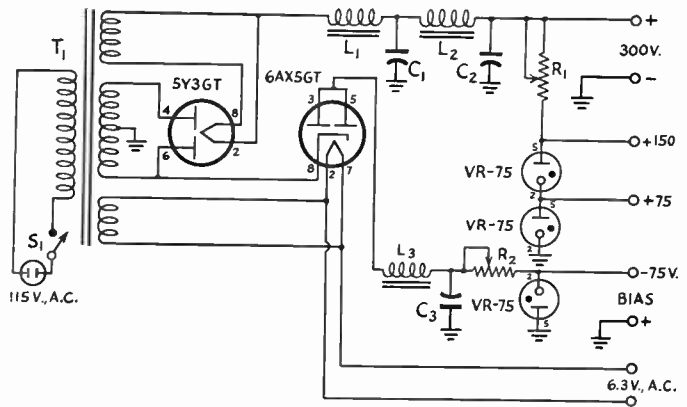 T1
5Y3GT
4
8
6
2
6AX5GT
3
5
8
2
7
L1
C1
L2
C2
R1
+
300V.
-
+150
5
VR-75
2
+75
5
VR-75
2
S1
115V., A.C.
L3
C3
R2
-75V.
2
VR-75
5
BIAS
+
6.3V., A.C.